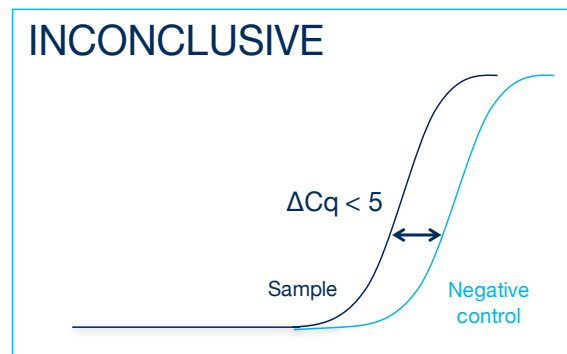 INCONCLUSIVE
ΔCq < 5
Sample
Negative
control